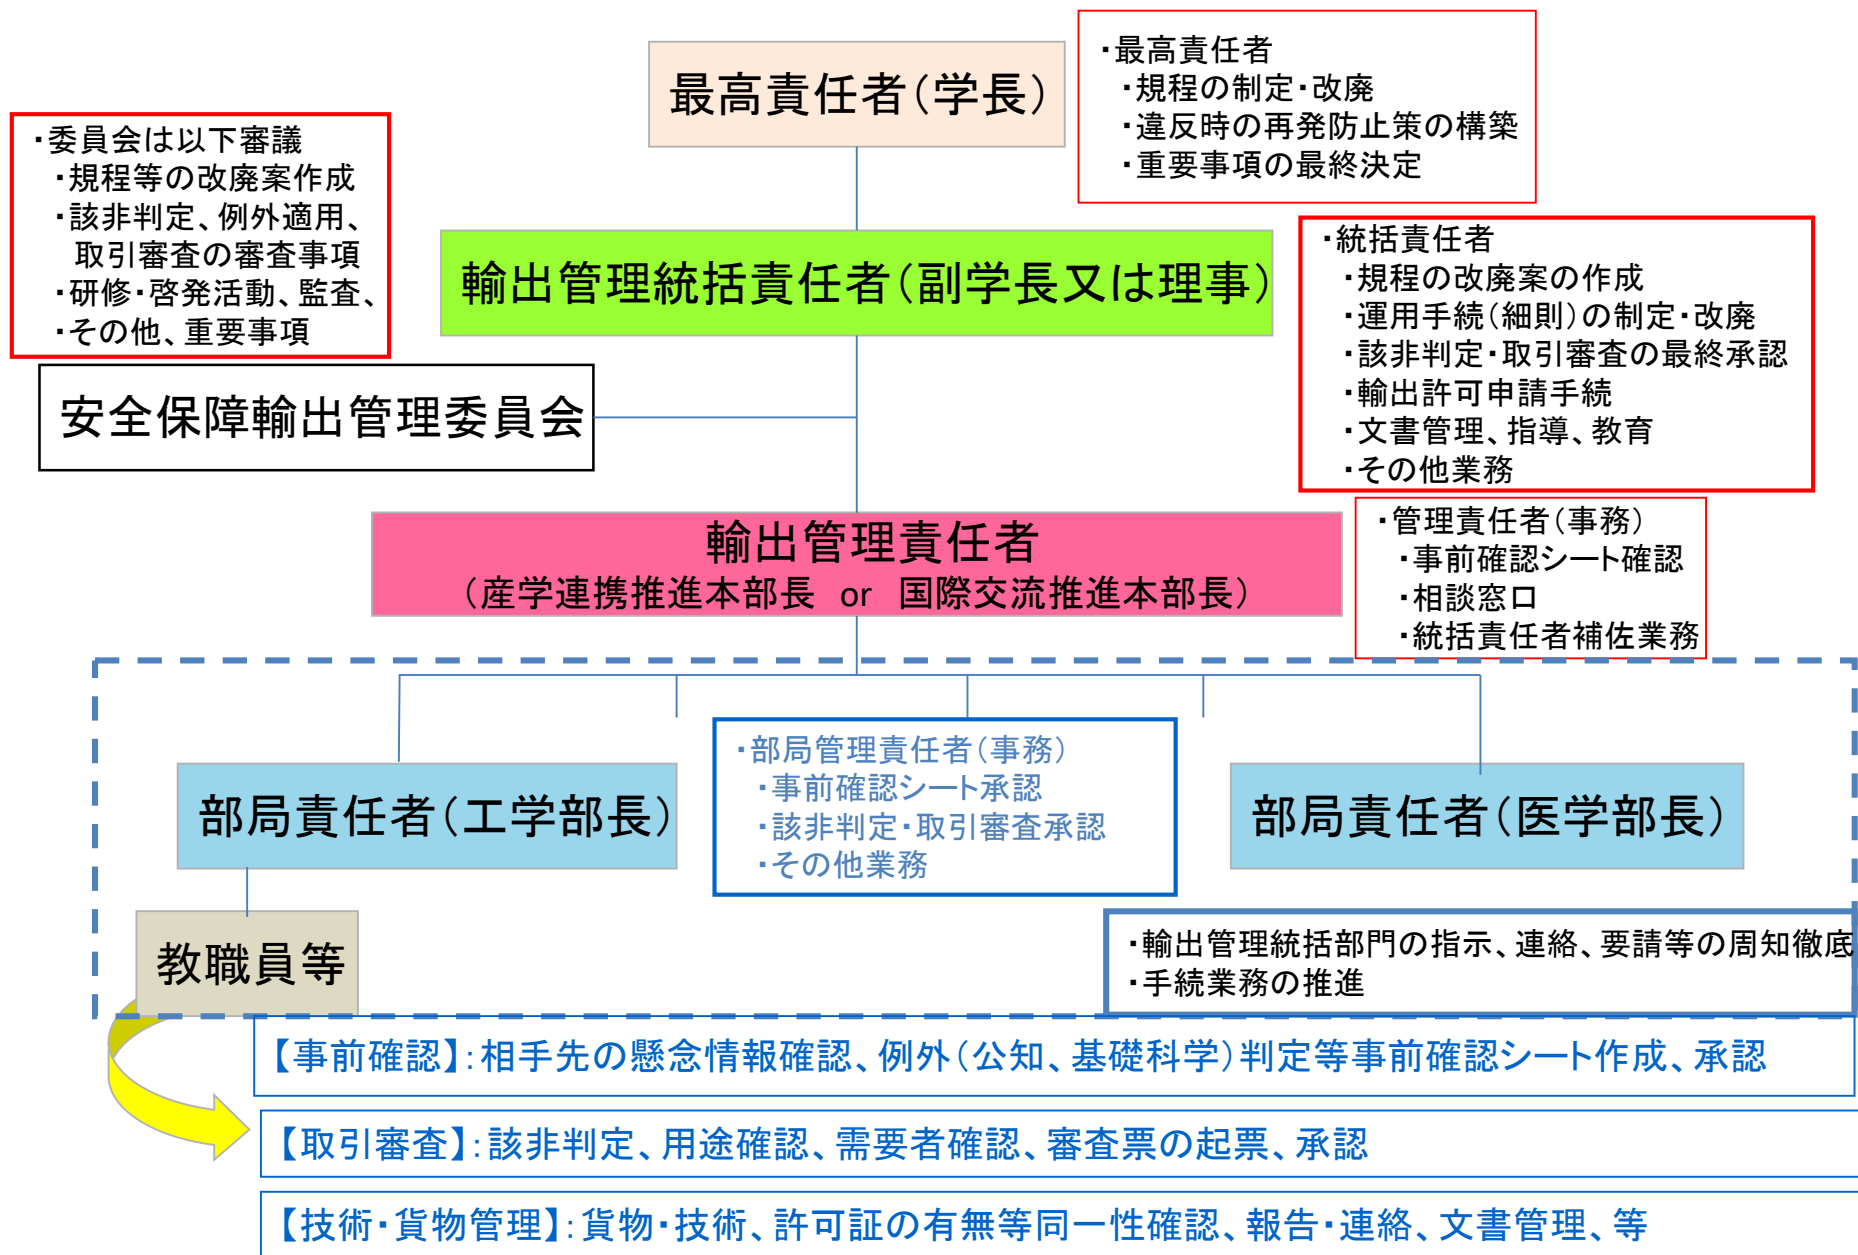 最高責任者(学長)
・最高責任者
・規程の制定・改廃
・違反時の再発防止策の構築
・重要事項の最終決定
・委員会は以下審議
・規程等の改廃案作成
・該非判定、例外適用、
取引審査の審査事項
・研修・啓発活動、監査、
・その他、重要事項
輸出管理統括責任者(副学長又は理事)
・統括責任者
・規程の改廃案の作成
・運用手続(細則)の制定・改廃
・該非判定・取引審査の最終承認
・輸出許可申請手続
・文書管理、指導、教育
・その他業務
安全保障輸出管理委員会
輸出管理責任者
(産学連携推進本部長 or 国際交流推進本部長)
・管理責任者(事務)
・事前確認シート確認
・相談窓口
・統括責任者補佐業務
部局責任者(工学部長)
・部局管理責任者(事務)
・事前確認シート承認
・該非判定・取引審査承認
・その他業務
部局責任者(医学部長)
教職員等
・輸出管理統括部門の指示、連絡、要請等の周知徹底
・手続業務の推進
【事前確認】:相手先の懸念情報確認、例外(公知、基礎科学)判定等事前確認シート作成、承認
【取引審査】:該非判定、用途確認、需要者確認、審査票の起票、承認
【技術・貨物管理】:貨物・技術、許可証の有無等同一性確認、報告・連絡、文書管理、等